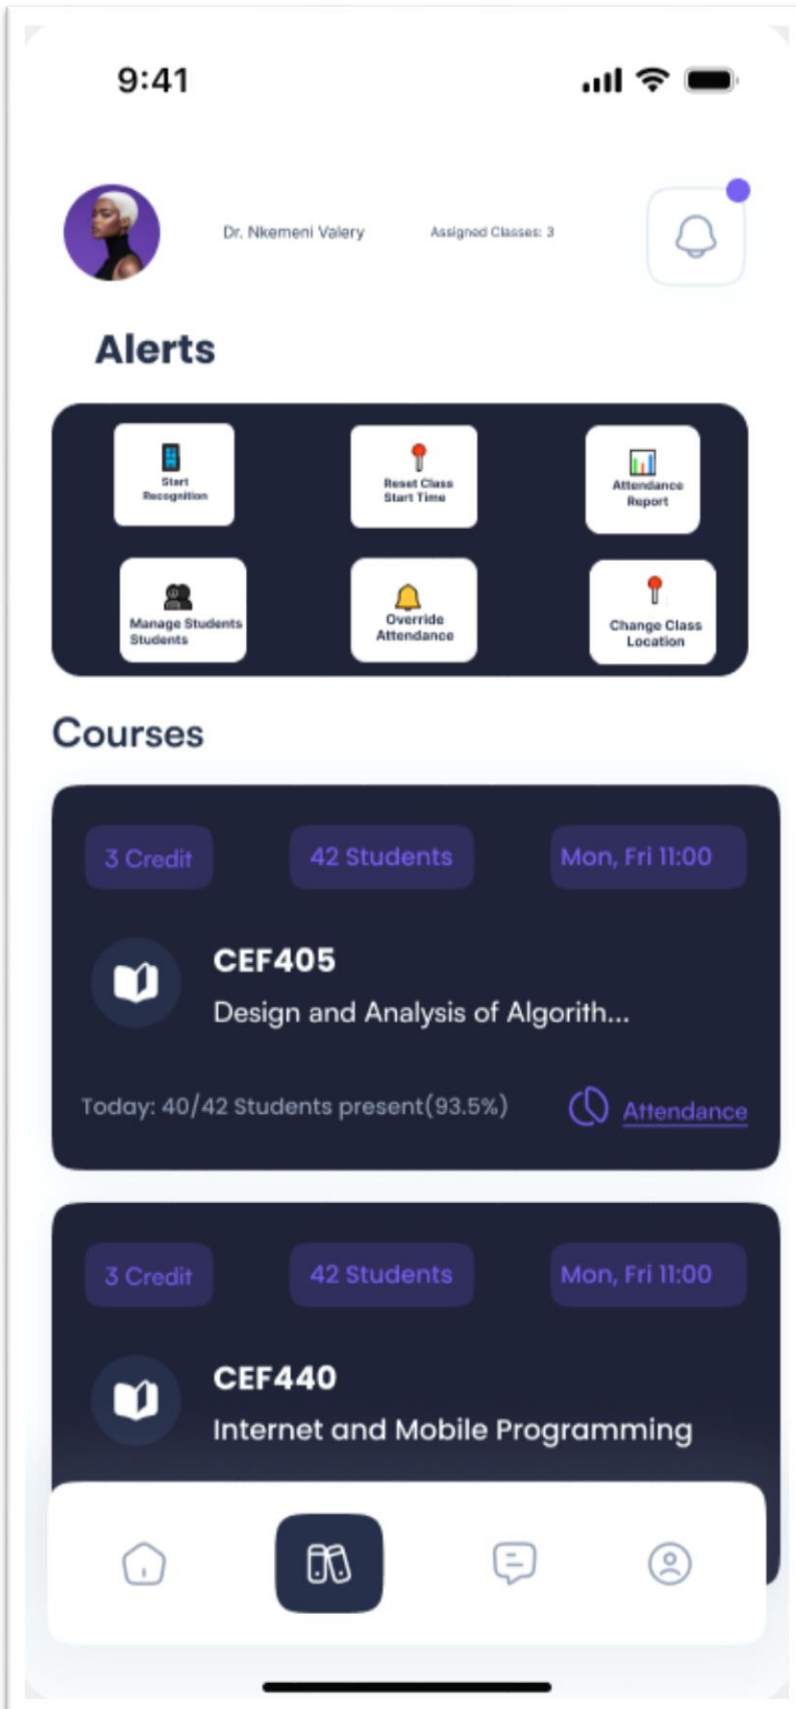 9:41
Dr. Nkemeni Valery
Assigned Classes: 3
Alerts
Start
Recognition
Reset Class
Start Time
Attendance
Report
Manage Students
Students
Override
Attendance
Change Class
Location
Courses
3 Credit
42 Students
Mon, Fri 11:00
CEF405
Design and Analysis of Algorith...
Today: 40/42 Students present(93.5%)
Attendance
3 Credit
42 Students
Mon, Fri 11:00
CEF440
Internet and Mobile Programming